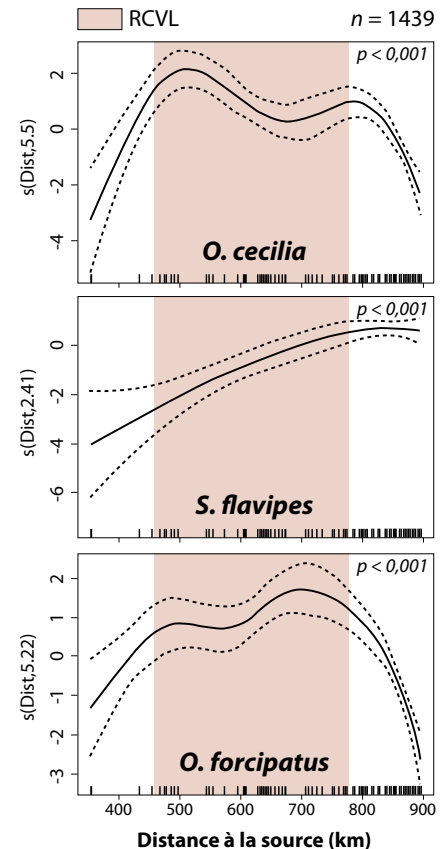 RCVL n = 1439
p < 0,001
s(Dist,5.5)
2
0
-2
-4
O. cecilia
p < 0,001
s(Dist,2.41)
0
-2
-4
-6
S. flavipes
p < 0,001
s(Dist,5.22)
2
1
0
-1
-2
-3
O. forcipatus
400 500 600 700 800 900
Distance à la source (km)